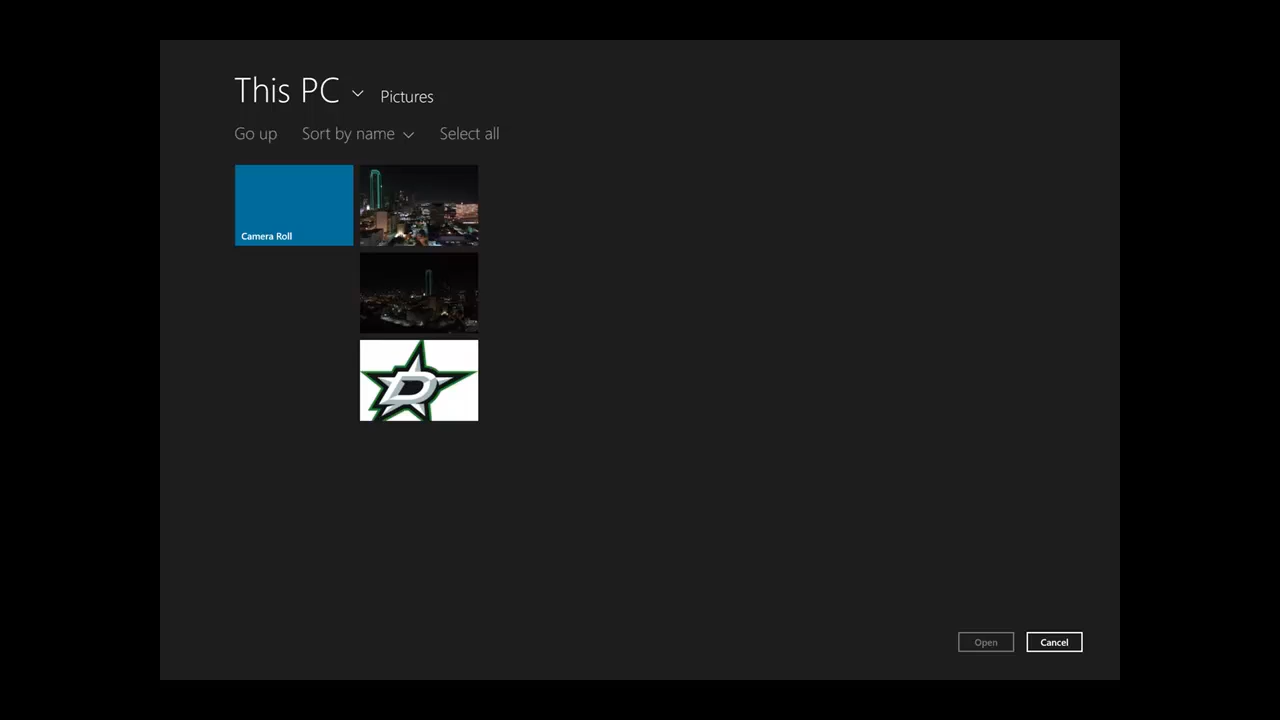 This PC Pictures
Go up Sort by name Select all
Camera Roll
D
Open Cancel